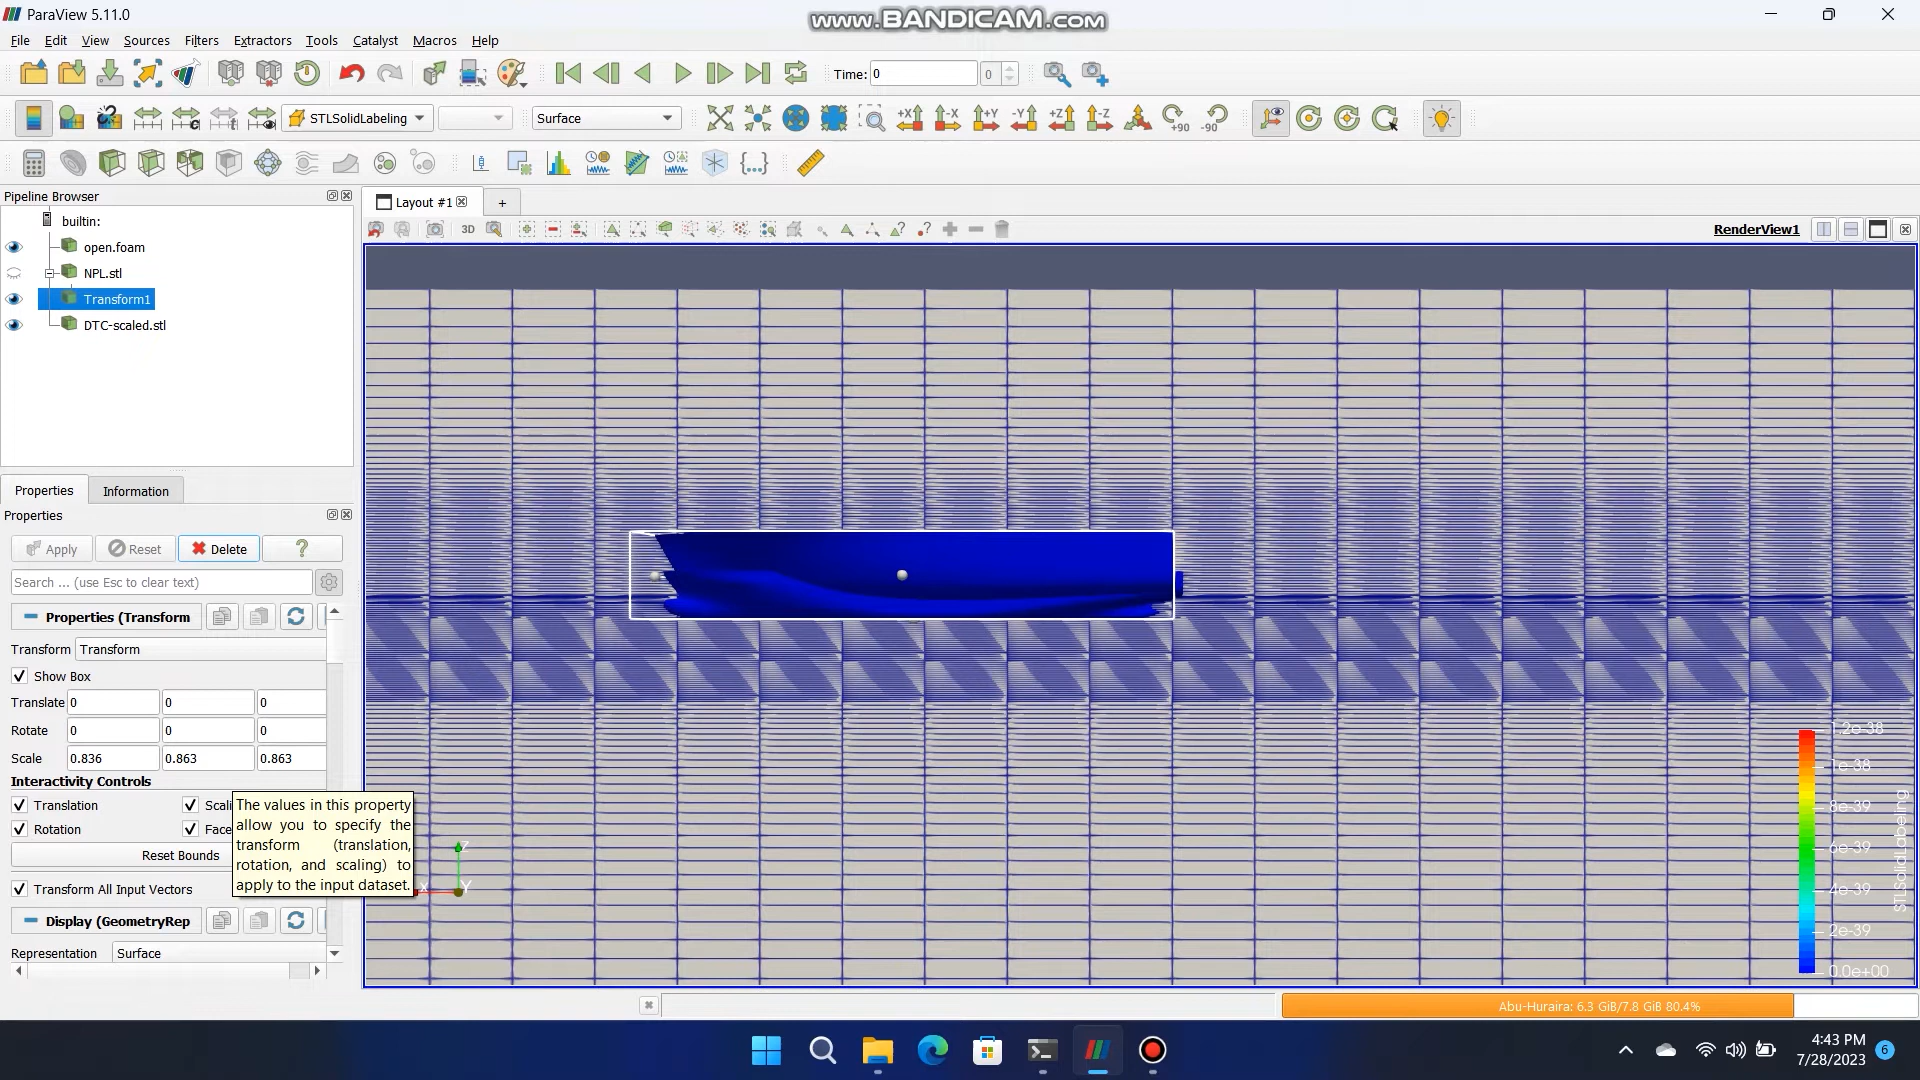 ParaView 5.11.0
www.BANDICAM.com
File Edit View Sources Filters Extractors Tools Catalyst Macros Help
Time: 0 0
STLSolidLabeling Surface +X -X +Y -Y +Z -Z +90 -90
Pipeline Browser
Layout #1 +
builtin:
3D
RenderView1
open.foam
NPL.stl
Transform1
DTC-scaled.stl
Properties Information
Properties
Apply Reset Delete ?
Search ... (use Esc to clear text)
Properties (Transform
Transform Transform
Show Box
Translate 0 0 0
Rotate 0 0 0
Scale 0.836 0.863 0.863
Interactivity Controls
Translation Scali
Rotation Face
Reset Bounds
Transform All Input Vectors
Display (GeometryRep
Representation Surface
The values in this property
allow you to specify the
transform (translation,
rotation, and scaling) to
apply to the input dataset.
Z
X Y
1.2e-38
1e-38
8e-39
6e-39
4e-39
2e-39
0.0e+00
STLSolidLabeling
Abu-Huraira: 6.3 GiB/7.8 GiB 80.4%
4:43 PM
7/28/2023
6